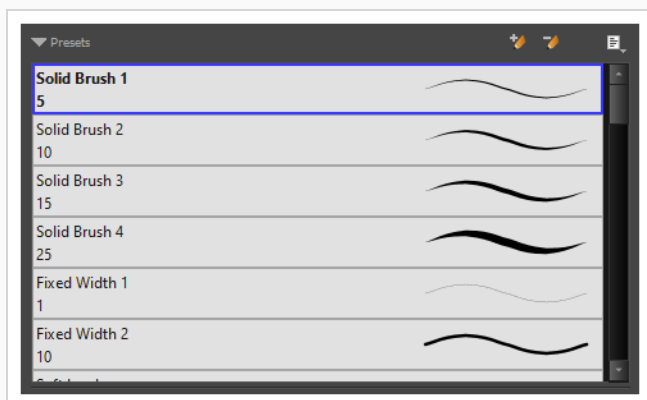 Presets
Solid Brush 1
5
Solid Brush 2
10
Solid Brush 3
15
Solid Brush 4
25
Fixed Width 1
1
Fixed Width 2
10